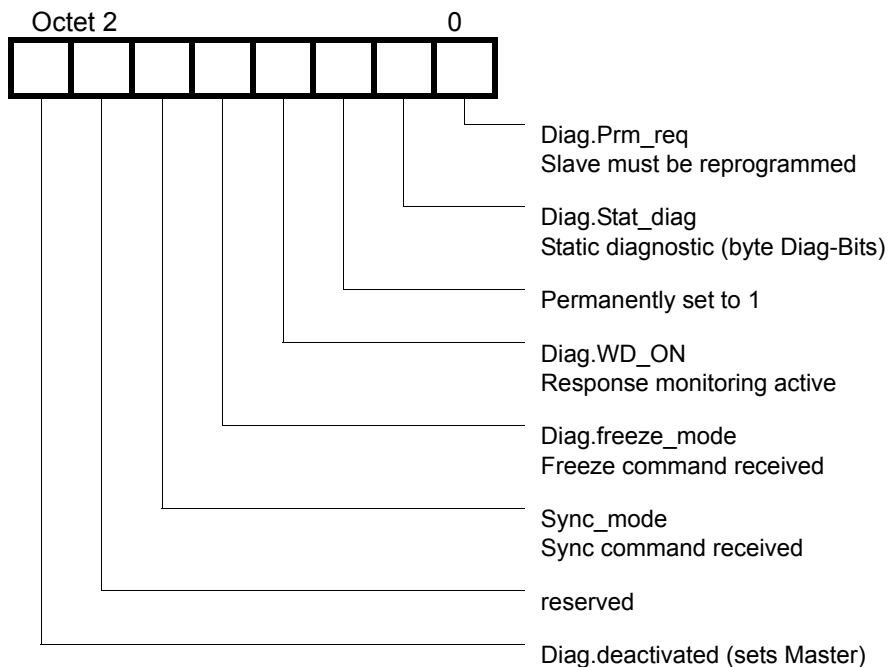 Octet 2 0
Diag.Prm_req
Slave must be reprogrammed
Diag.Stat_diag
Static diagnostic (byte Diag-Bits)
Permanently set to 1
Diag.WD_ON
Response monitoring active
Diag.freeze_mode
Freeze command received
Sync_mode
Sync command received
reserved
Diag.deactivated (sets Master)